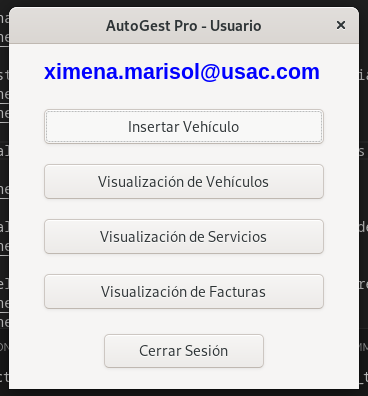 AutoGest Pro - Usuario
ximena.marisol@usac.com
Insertar Vehículo
Visualización de Vehículos
Visualización de Servicios
Visualización de Facturas
Cerrar Sesión